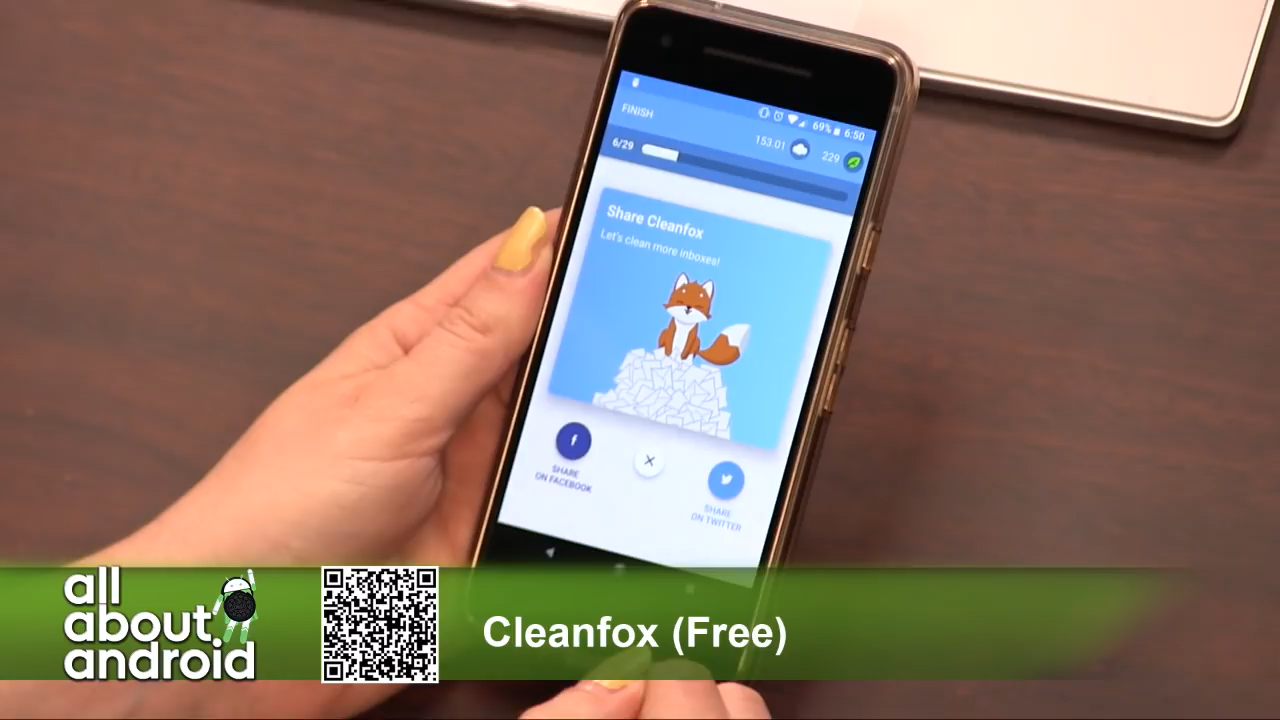 FINISH
69% 6:50
153.01
229
6/29
Share Cleanfox
Let's clean more inboxes!
SHARE
ON FACEBOOK
SHARE
ON TWITTER
all
about
android
Cleanfox (Free)